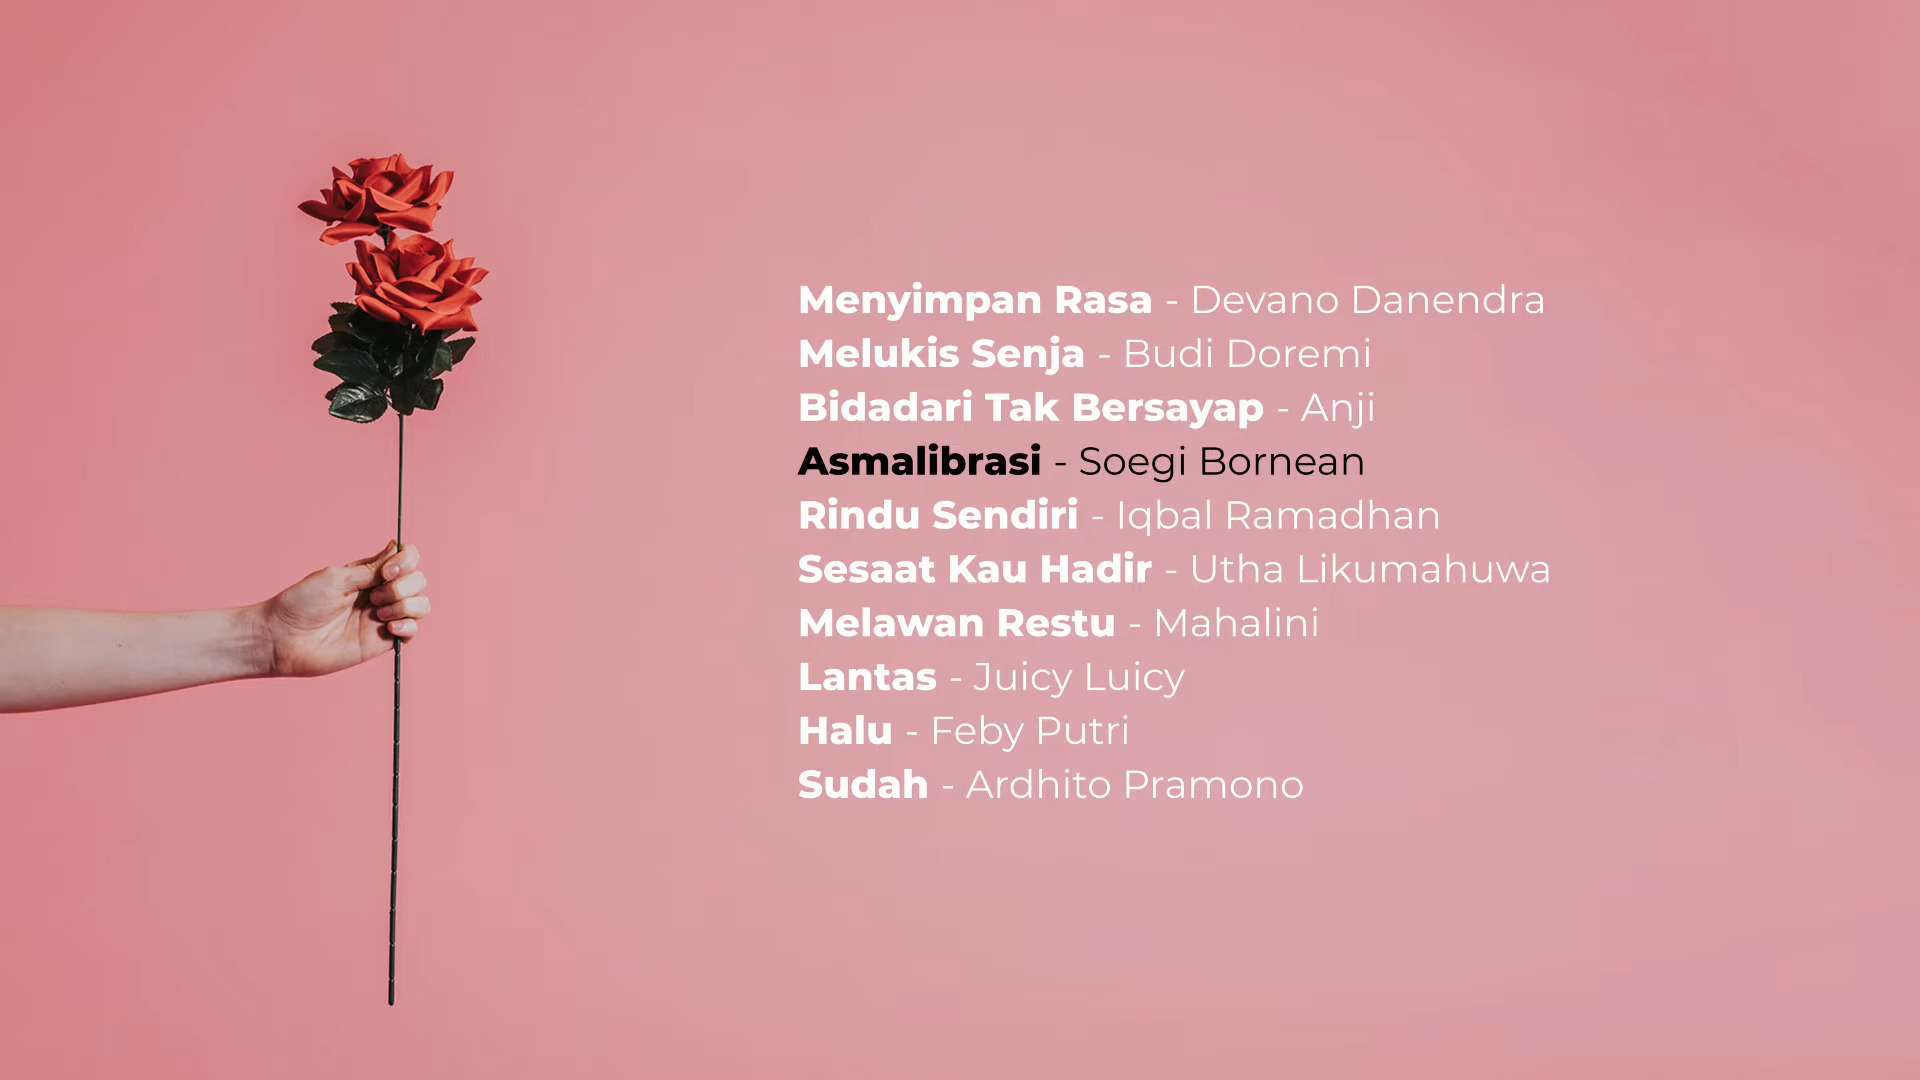 Menyimpan Rasa - Devano Danendra
Melukis Senja - Budi Doremi
Bidadari Tak Bersayap - Anji
Asmalibrasi - Soegi Bornean
Rindu Sendiri - Iqbal Ramadhan
Sesaat Kau Hadir - Utha Likumahuwa
Melawan Restu - Mahalini
Lantas - Juicy Luicy
Halu - Feby Putri
Sudah - Ardhito Pramono